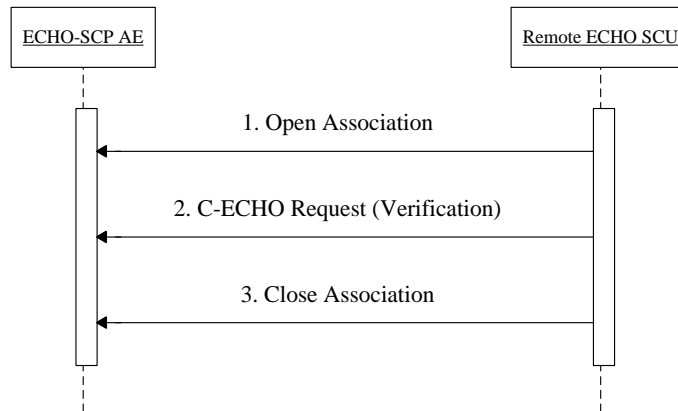 ECHO-SCP AE
Remote ECHO SCU
1. Open Association
2. C-ECHO Request (Verification)
3. Close Association